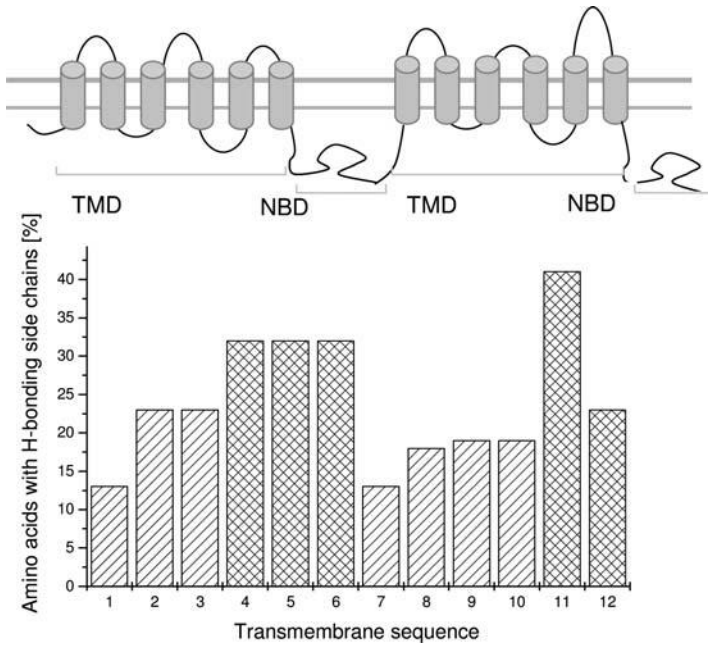 TMD NBD TMD NBD
Amino acids with H-bonding side chains [%]
40
35
30
25
20
15
10
5
0
1 2 3 4 5 6 7 8 9 10 11 12
Transmembrane sequence